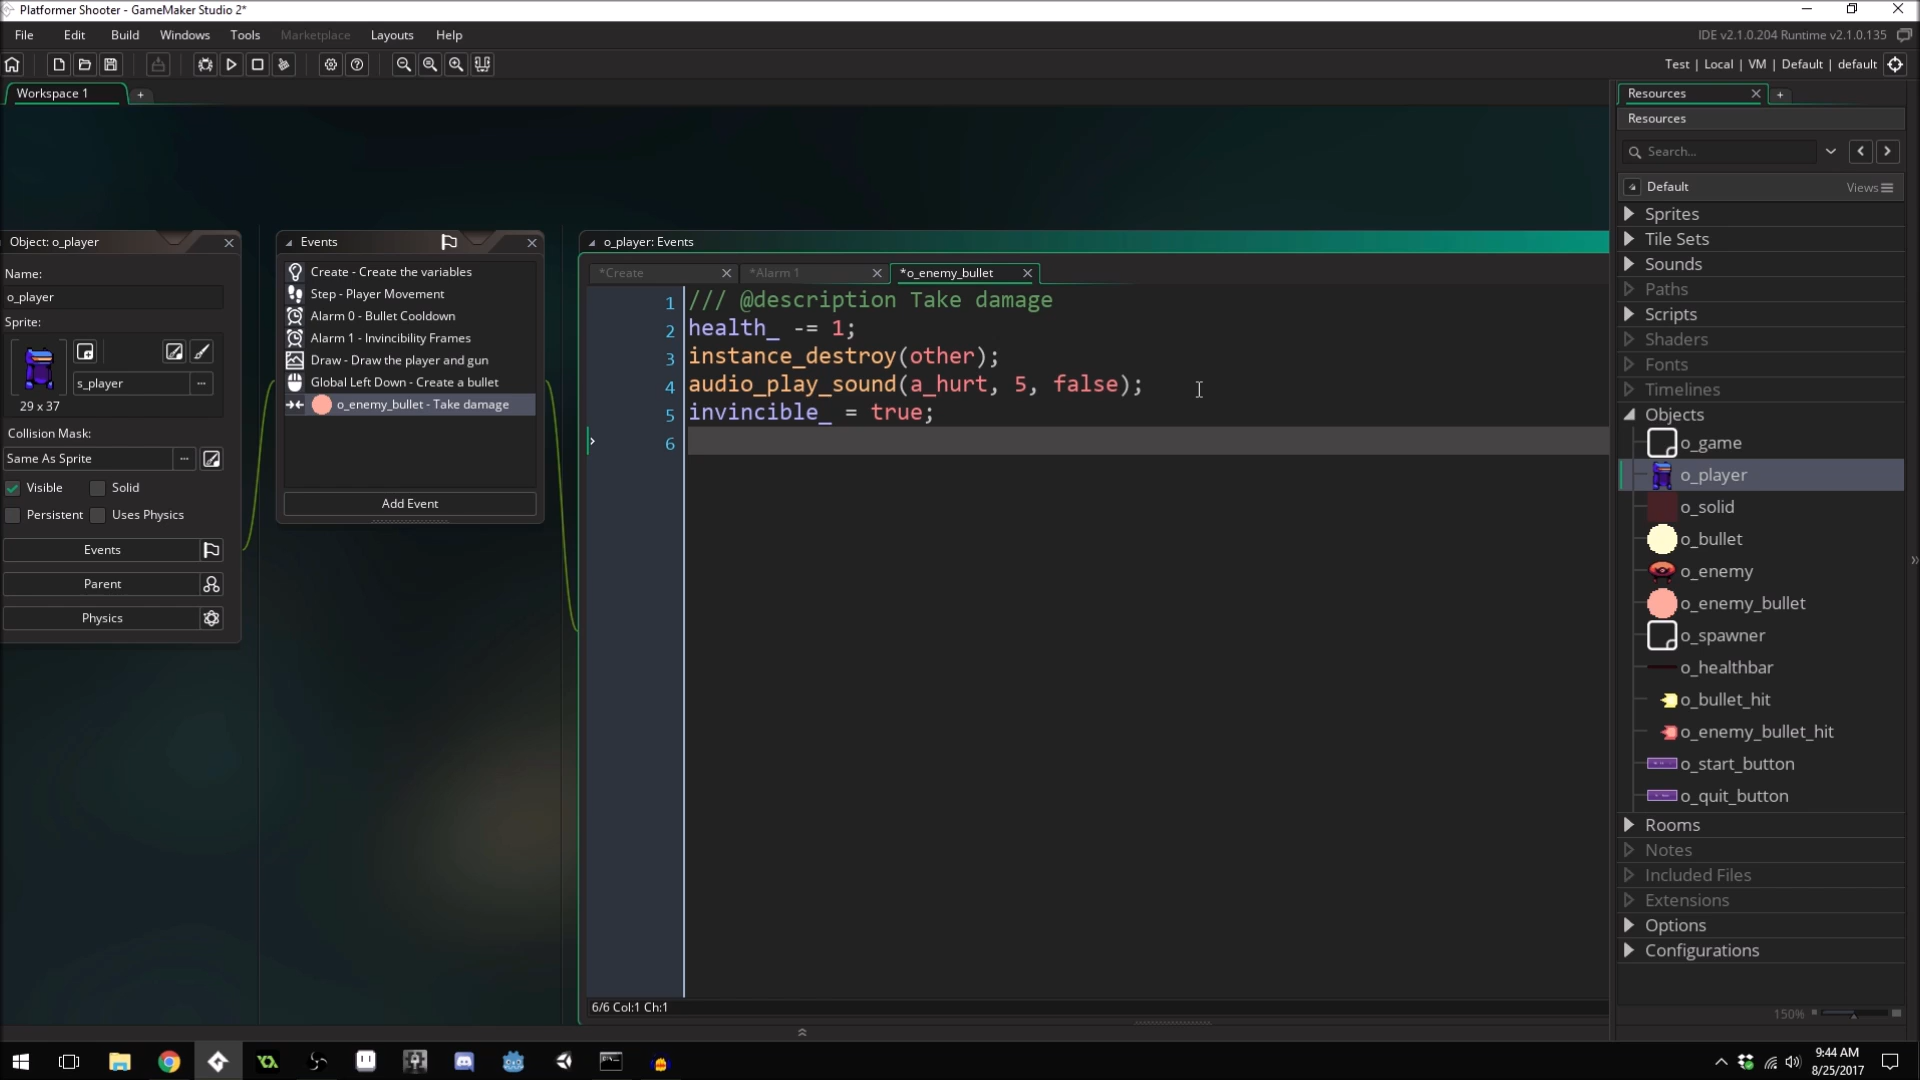 Platformer Shooter - GameMaker Studio 2*
File Edit Build Windows Tools Marketplace Layouts Help
IDE v2.1.0.204 Runtime v2.1.0.135
Test | Local | VM | Default | default
Workspace 1
Object: o_player
Name:
o_player
Sprite:
s_player
29 x 37
Collision Mask:
Same As Sprite
Visible Solid
Persistent Uses Physics
Events
Parent
Physics
Events
Create - Create the variables
Step - Player Movement
Alarm 0 - Bullet Cooldown
Alarm 1 - Invincibility Frames
Draw - Draw the player and gun
Global Left Down - Create a bullet
o_enemy_bullet - Take damage
Add Event
o_player: Events
*Create *Alarm 1 *o_enemy_bullet
1 /// @description Take damage
2 health_ -= 1;
3 instance_destroy(other);
4 audio_play_sound(a_hurt, 5, false);
5 invincible_ = true;
6
6/6 Col:1 Ch:1
Resources
Resources
Search...
Default Views
Sprites
Tile Sets
Sounds
Paths
Scripts
Shaders
Fonts
Timelines
Objects
o_game
o_player
o_solid
o_bullet
o_enemy
o_enemy_bullet
o_spawner
o_healthbar
o_bullet_hit
o_enemy_bullet_hit
o_start_button
o_quit_button
Rooms
Notes
Included Files
Extensions
Options
Configurations
150%
9:44 AM
8/25/2017